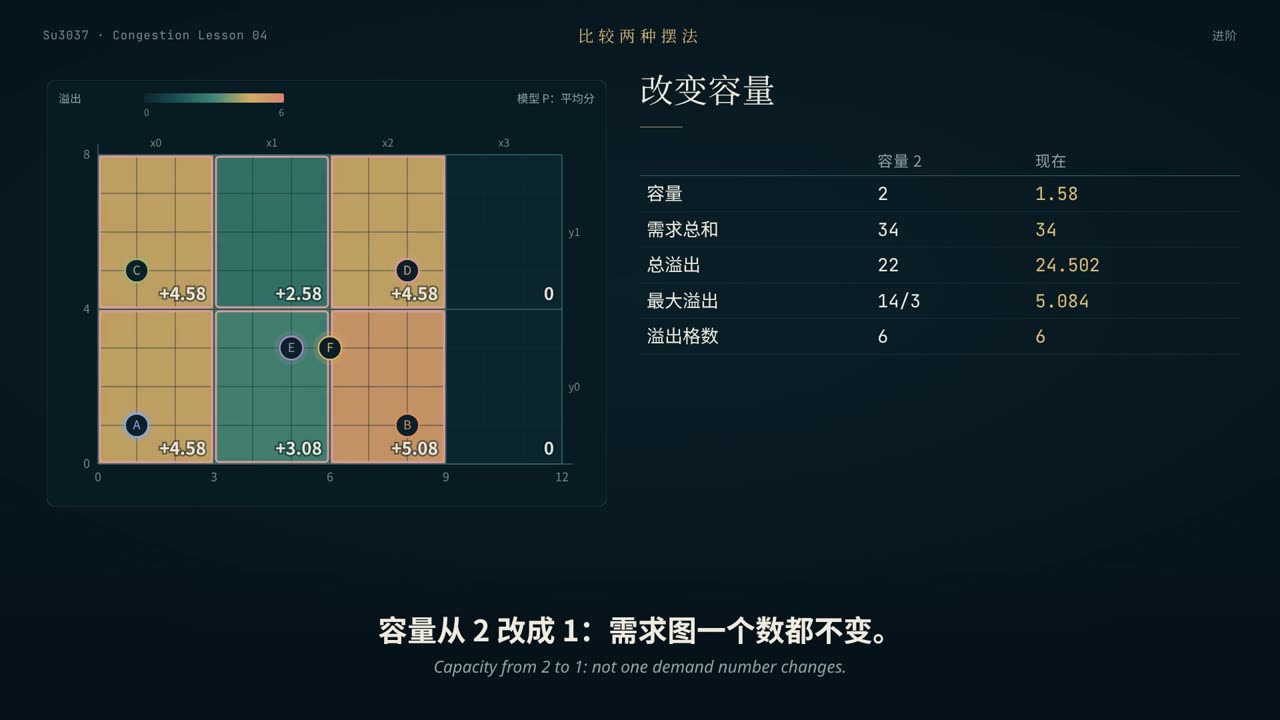 Su3037 · Congestion Lesson 04
比较两种摆法
进阶
溢出
0
6
模型 P：平均分
x0
x1
x2
x3
8
y1
C
D
+4.58
+2.58
+4.58
0
4
E
F
y0
A
B
+4.58
+3.08
+5.08
0
0
0
3
6
9
12
改变容量
容量 2
现在
容量
2
1.58
需求总和
34
34
总溢出
22
24.502
最大溢出
14/3
5.084
溢出格数
6
6
容量从 2 改成 1：需求图一个数都不变。
Capacity from 2 to 1: not one demand number changes.